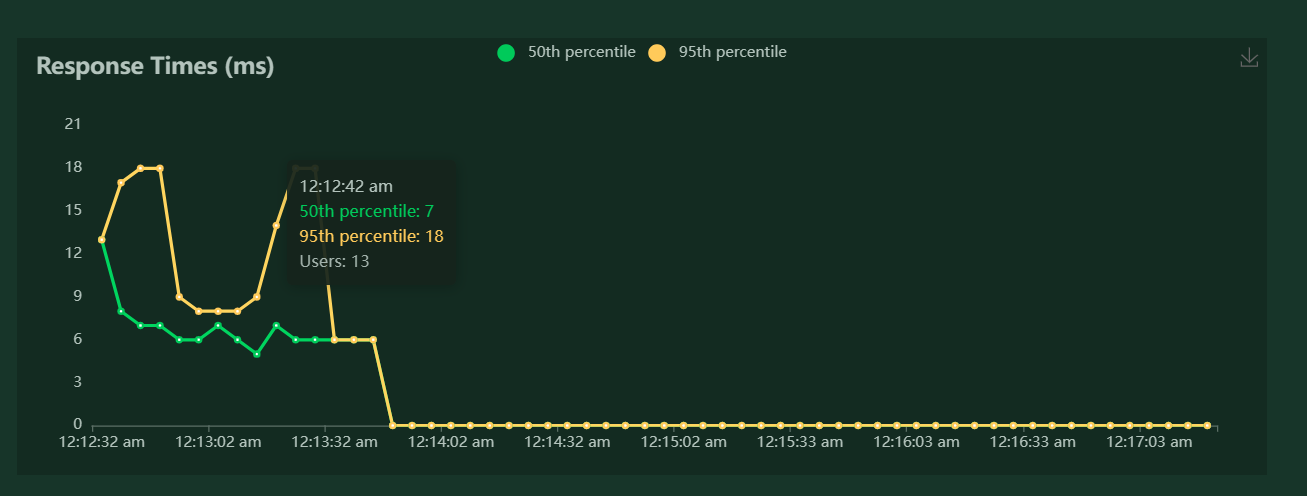 50th percentile 95th percentile
Response Times (ms)
21
18
12:12:42 am
15
50th percentile: 7
95th percentile: 18
12
Users: 13
9
6
3
0
12:12:32 am 12:13:02 am 12:13:32 am 12:14:02 am 12:14:32 am 12:15:02 am 12:15:33 am 12:16:03 am 12:16:33 am 12:17:03 am